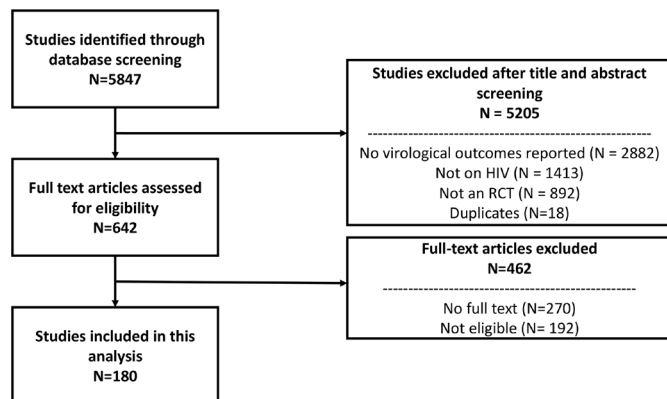 Studies identified through
database screening
N=5847
Studies excluded after title and abstract
screening
N = 5205
No virological outcomes reported (N = 2882)
Not on HIV (N = 1413)
Not an RCT (N = 892)
Duplicates (N=18)
Full text articles assessed
for eligibility
N=642
Full-text articles excluded
N=462
No full text (N=270)
Not eligible (N= 192)
Studies included in this
analysis
N=180